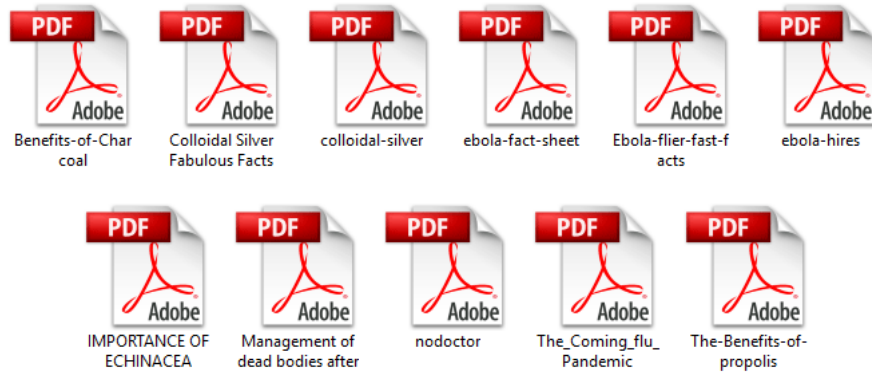 PDF PDF PDF PDF PDF PDF
Adobe Adobe Adobe Adobe Adobe Adobe
Benefits-of-Char
coal
Colloidal Silver
Fabulous Facts
colloidal-silver
ebola-fact-sheet
Ebola-flier-fast-f
acts
ebola-hires
PDF PDF PDF PDF PDF
Adobe Adobe Adobe Adobe Adobe
IMPORTANCE OF
ECHINACEA
Management of
dead bodies after
nodoctor
The_Coming_flu_
Pandemic
The-Benefits-of-
propolis